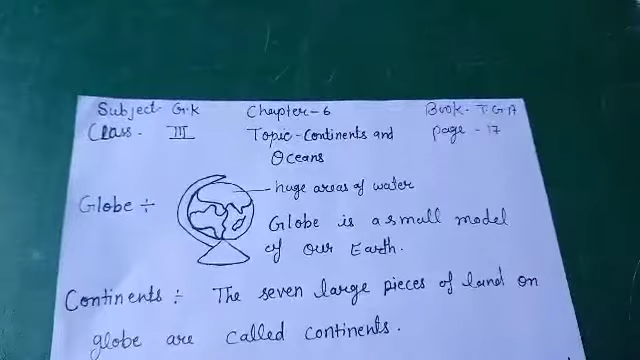 Subject- G.K Chapter-6 Book- T.G.A
Class. III Topic-Continents and page - 17
Oceans
huge areas of water
Globe ÷
Globe is a small model
of our Earth.
Continents ÷ The seven large pieces of land on
globe are called continents.